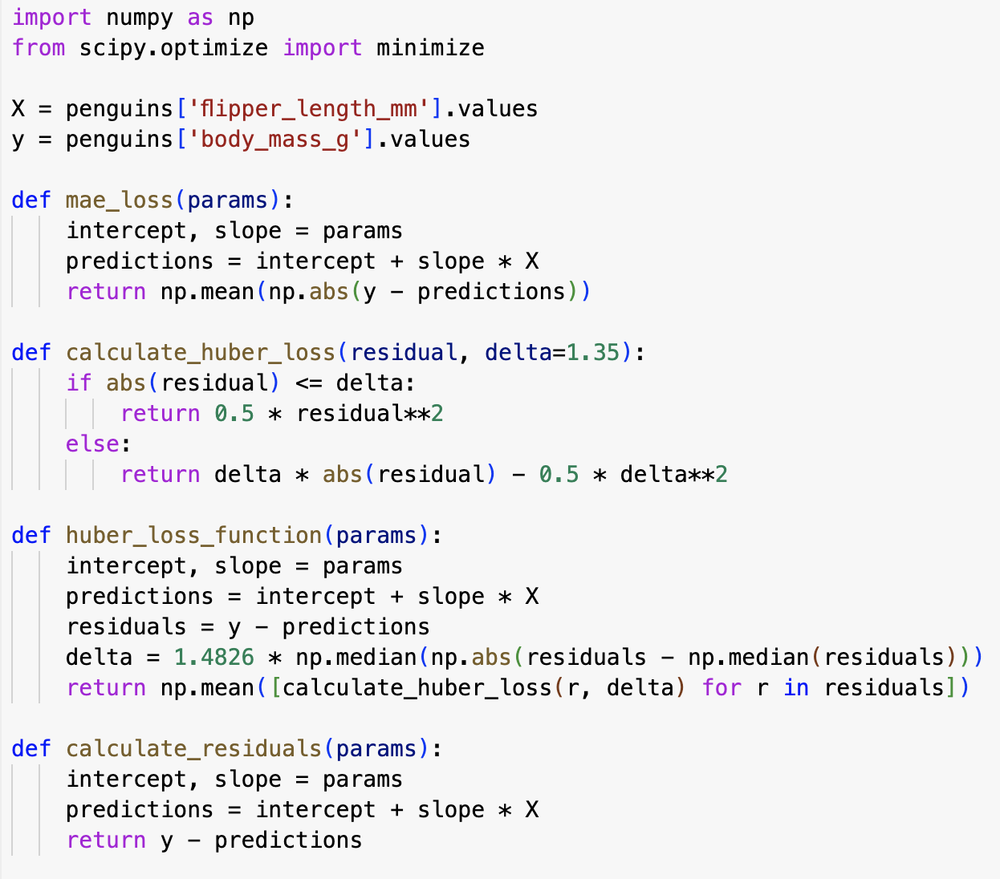 import numpy as np
from scipy.optimize import minimize

X = penguins['flipper_length_mm'].values
y = penguins['body_mass_g'].values

def mae_loss(params):
    intercept, slope = params
    predictions = intercept + slope * X
    return np.mean(np.abs(y - predictions))

def calculate_huber_loss(residual, delta=1.35):
    if abs(residual) <= delta:
        return 0.5 * residual**2
    else:
        return delta * abs(residual) - 0.5 * delta**2

def huber_loss_function(params):
    intercept, slope = params
    predictions = intercept + slope * X
    residuals = y - predictions
    delta = 1.4826 * np.median(np.abs(residuals - np.median(residuals)))
    return np.mean([calculate_huber_loss(r, delta) for r in residuals])

def calculate_residuals(params):
    intercept, slope = params
    predictions = intercept + slope * X
    return y - predictions